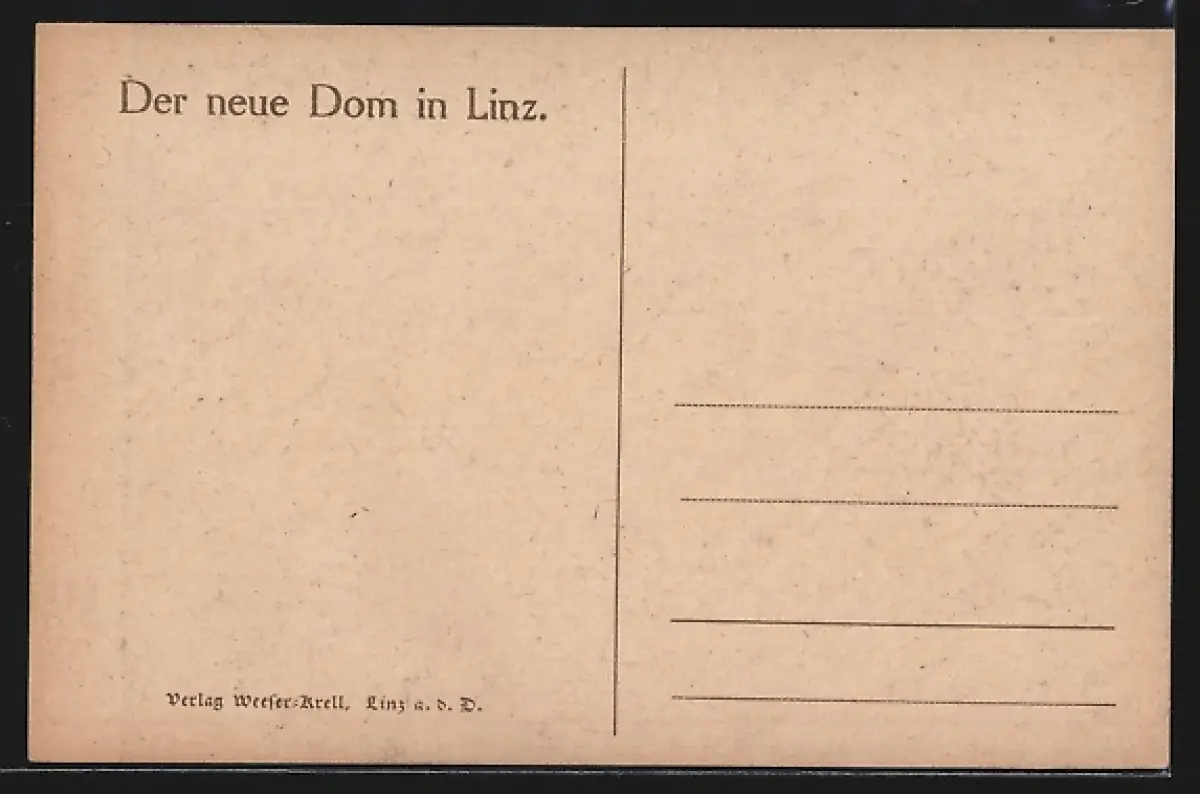 Der neue Dom in Linz.
Verlag Weeser-Krell, Linz a. d. D.